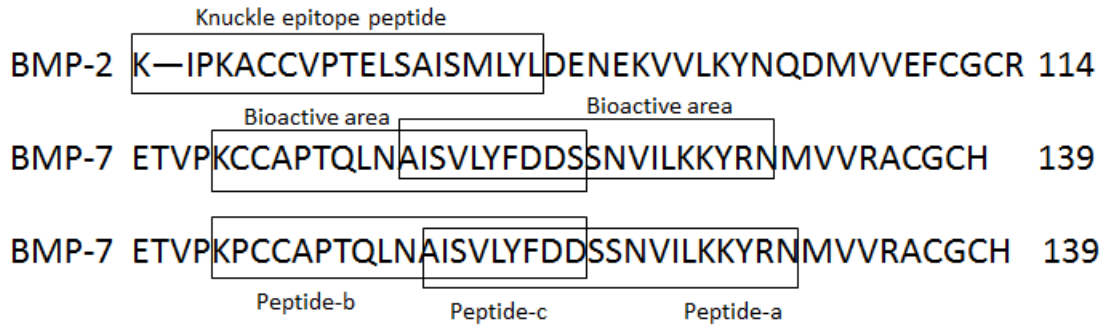 Knuckle epitope peptide
BMP-2 K—IPKACCVPTELSAISMLYLDENEKVVLKYNQDMVVEFCGCR 114
Bioactive area Bioactive area
BMP-7 ETVPKCCAPTQLNAISVLYFDDSSNVILKKYRNMVVRACGCH 139
BMP-7 ETVPKPCCAPTQLNAISVLYFDDSSNVILKKYRNMVVRACGCH 139
Peptide-b Peptide-c Peptide-a